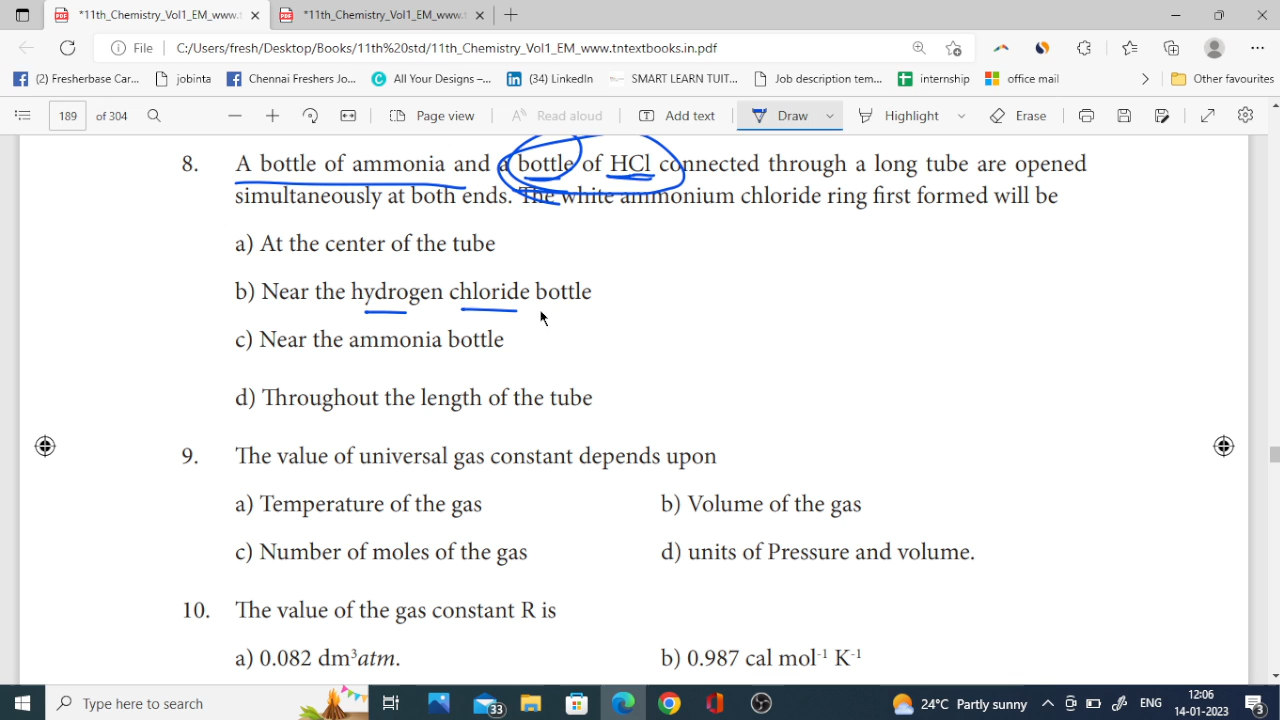 *11th_Chemistry_Vol1_EM_www.t
*11th_Chemistry_Vol1_EM_www.tnt
File
C:/Users/fresh/Desktop/Books/11th%20std/11th_Chemistry_Vol1_EM_www.tntextbooks.in.pdf
(2) Fresherbase Car...
jobinta
Chennai Freshers Jo...
All Your Designs –...
(34) LinkedIn
SMART LEARN TUIT...
Job description tem...
internship
office mail
Other favourites
189 of 304
Page view
Read aloud
Add text
Draw
Highlight
Erase
8. A bottle of ammonia and a bottle of HCl connected through a long tube are opened
simultaneously at both ends. The white ammonium chloride ring first formed will be
a) At the center of the tube
b) Near the hydrogen chloride bottle
c) Near the ammonia bottle
d) Throughout the length of the tube
9. The value of universal gas constant depends upon
a) Temperature of the gas b) Volume of the gas
c) Number of moles of the gas d) units of Pressure and volume.
10. The value of the gas constant R is
a) 0.082 dm³atm. b) 0.987 cal mol⁻¹ K⁻¹
Type here to search
33
24°C Partly sunny
ENG
12:06
14-01-2023
3